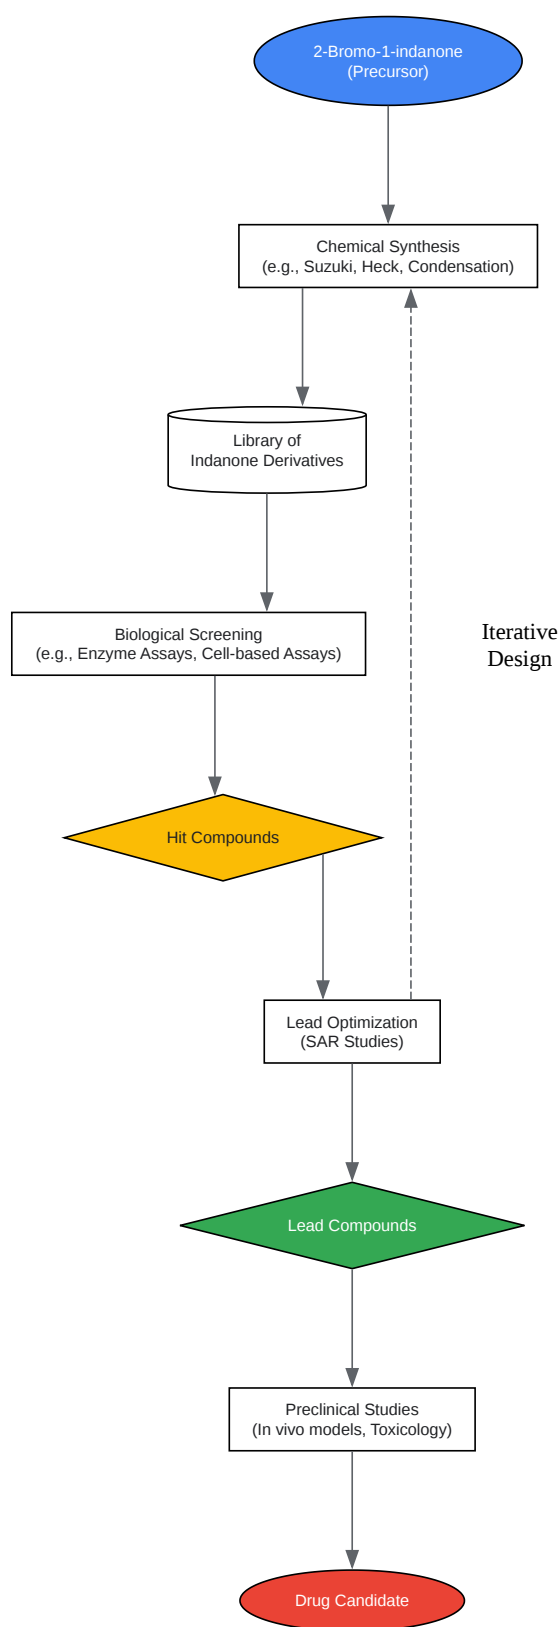 2-Bromo-1-indanone
(Precursor)
Chemical Synthesis
(e.g., Suzuki, Heck, Condensation)
Library of
Indanone Derivatives
Biological Screening
(e.g., Enzyme Assays, Cell-based Assays)
Iterative
Design
Hit Compounds
Lead Optimization
(SAR Studies)
Lead Compounds
Preclinical Studies
(In vivo models, Toxicology)
Drug Candidate